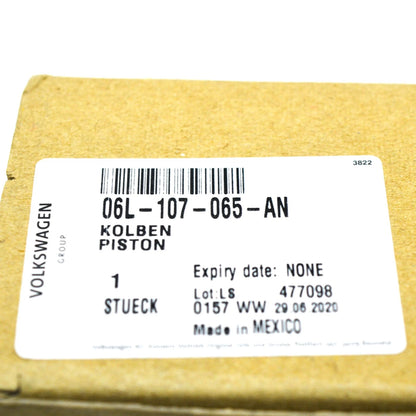 3822
VOLKSWAGEN
GROUP
06L-107-065-AN
KOLBEN
PISTON
1
STUECK
Expiry date: NONE
Lot:LS 477098
0157 WW 29.06.2020
Made in MEXICO